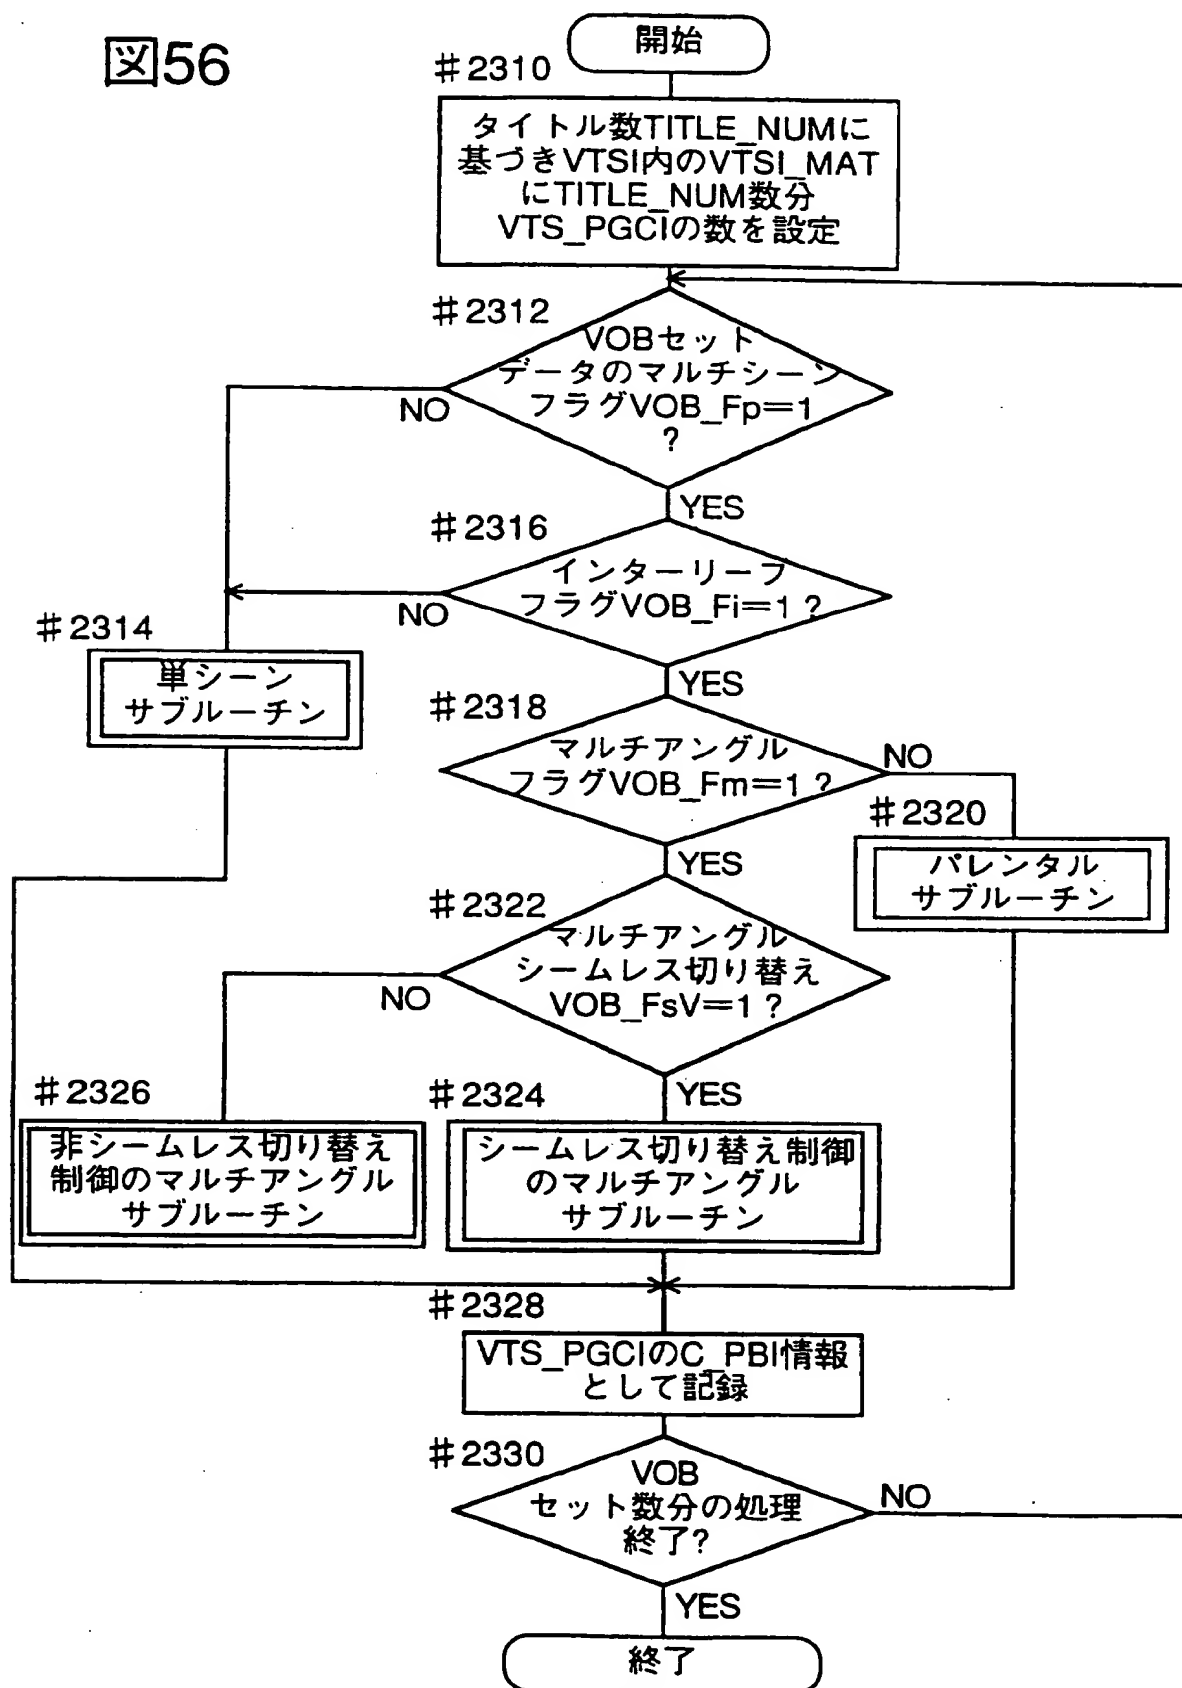 図56
開始
#2310
タイトル数TITLE_NUMに
基づきVTSI内のVTSI_MAT
にTITLE_NUM数分
VTS_PGCIの数を設定
#2312
VOBセット
データのマルチシーン
フラグVOB_Fp=1
?
NO
YES
#2316
インターリーフ
フラグVOB_Fi=1?
NO
YES
#2314
単シーン
サブルーチン
#2318
マルチアングル
フラグVOB_Fm=1?
NO
YES
#2320
パレンタル
サブルーチン
#2322
マルチアングル
シームレス切り替え
VOB_FsV=1?
NO
YES
#2326
非シームレス切り替え
制御のマルチアングル
サブルーチン
#2324
シームレス切り替え制御
のマルチアングル
サブルーチン
#2328
VTS_PGCIのC_PBI情報
として記録
#2330
VOB
セット数分の処理
終了?
NO
YES
終了